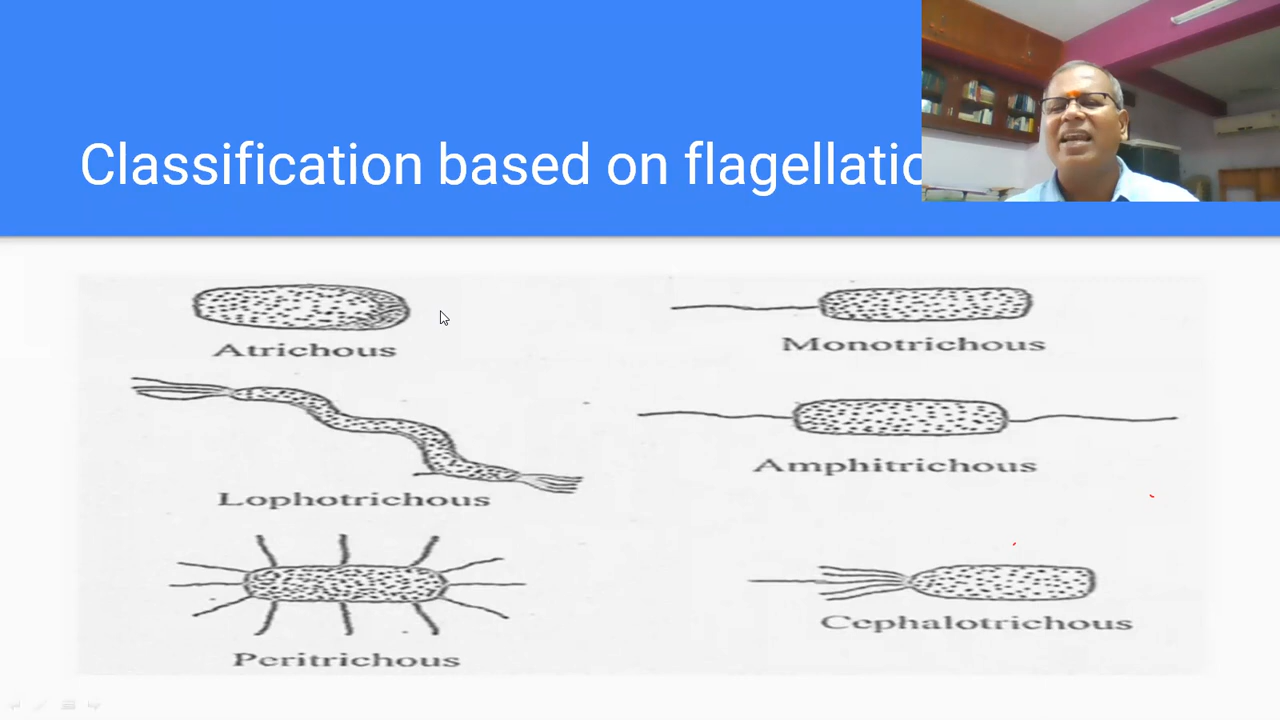 Classification based on flagellatio
Atrichous
Monotrichous
Lophotrichous
Amphitrichous
Peritrichous
Cephalotrichous